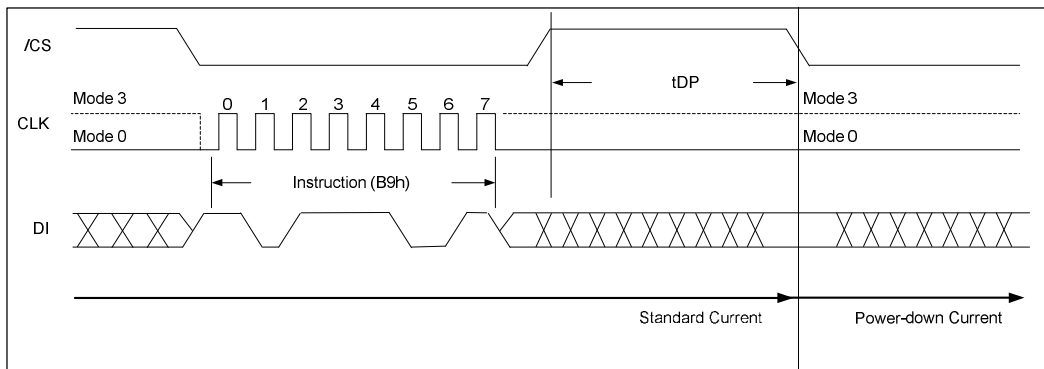 /CS
tDP
Mode 3
0 1 2 3 4 5 6 7
Mode 3
CLK
Mode 0
Mode 0
Instruction (B9h)
DI
Standard Current
Power-down Current